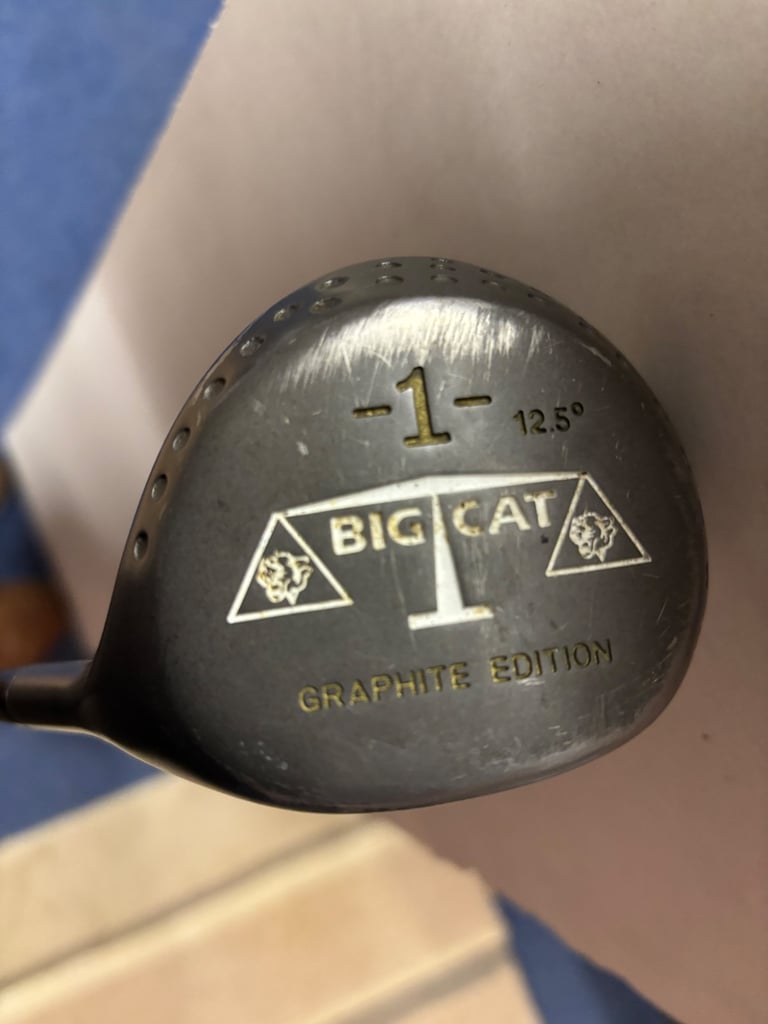 -1- 12.5°
BIG CAT
GRAPHITE EDITION